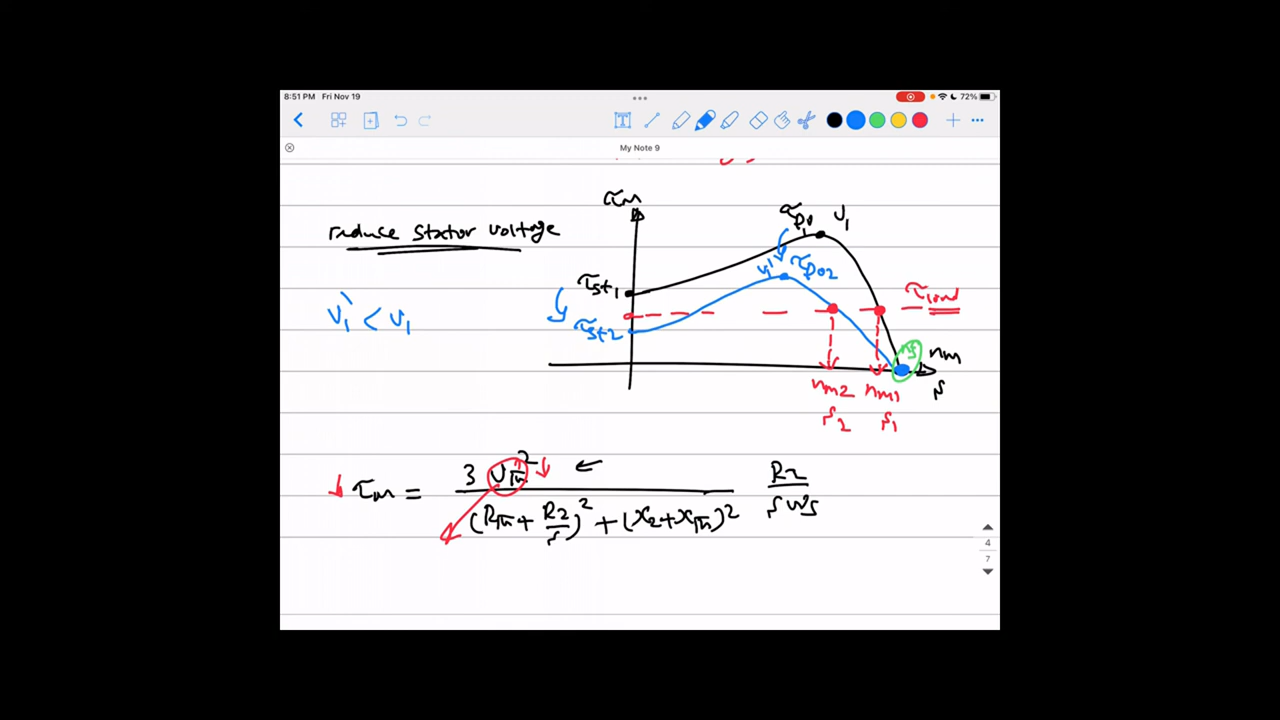 8:51 PM Fri Nov 19
72%
My Note 9
reduce stator voltage
V₁' < V₁
τm
τst1
τst2
τpo1 V₁
V₁' τpo2
τload
ns
nm
s
nm2 nm1
s2 s1
↓ τm = 3 Vth² ↓ ← / (Rth + R2/s)² + (x2+xth)² R2/sωs
4
7